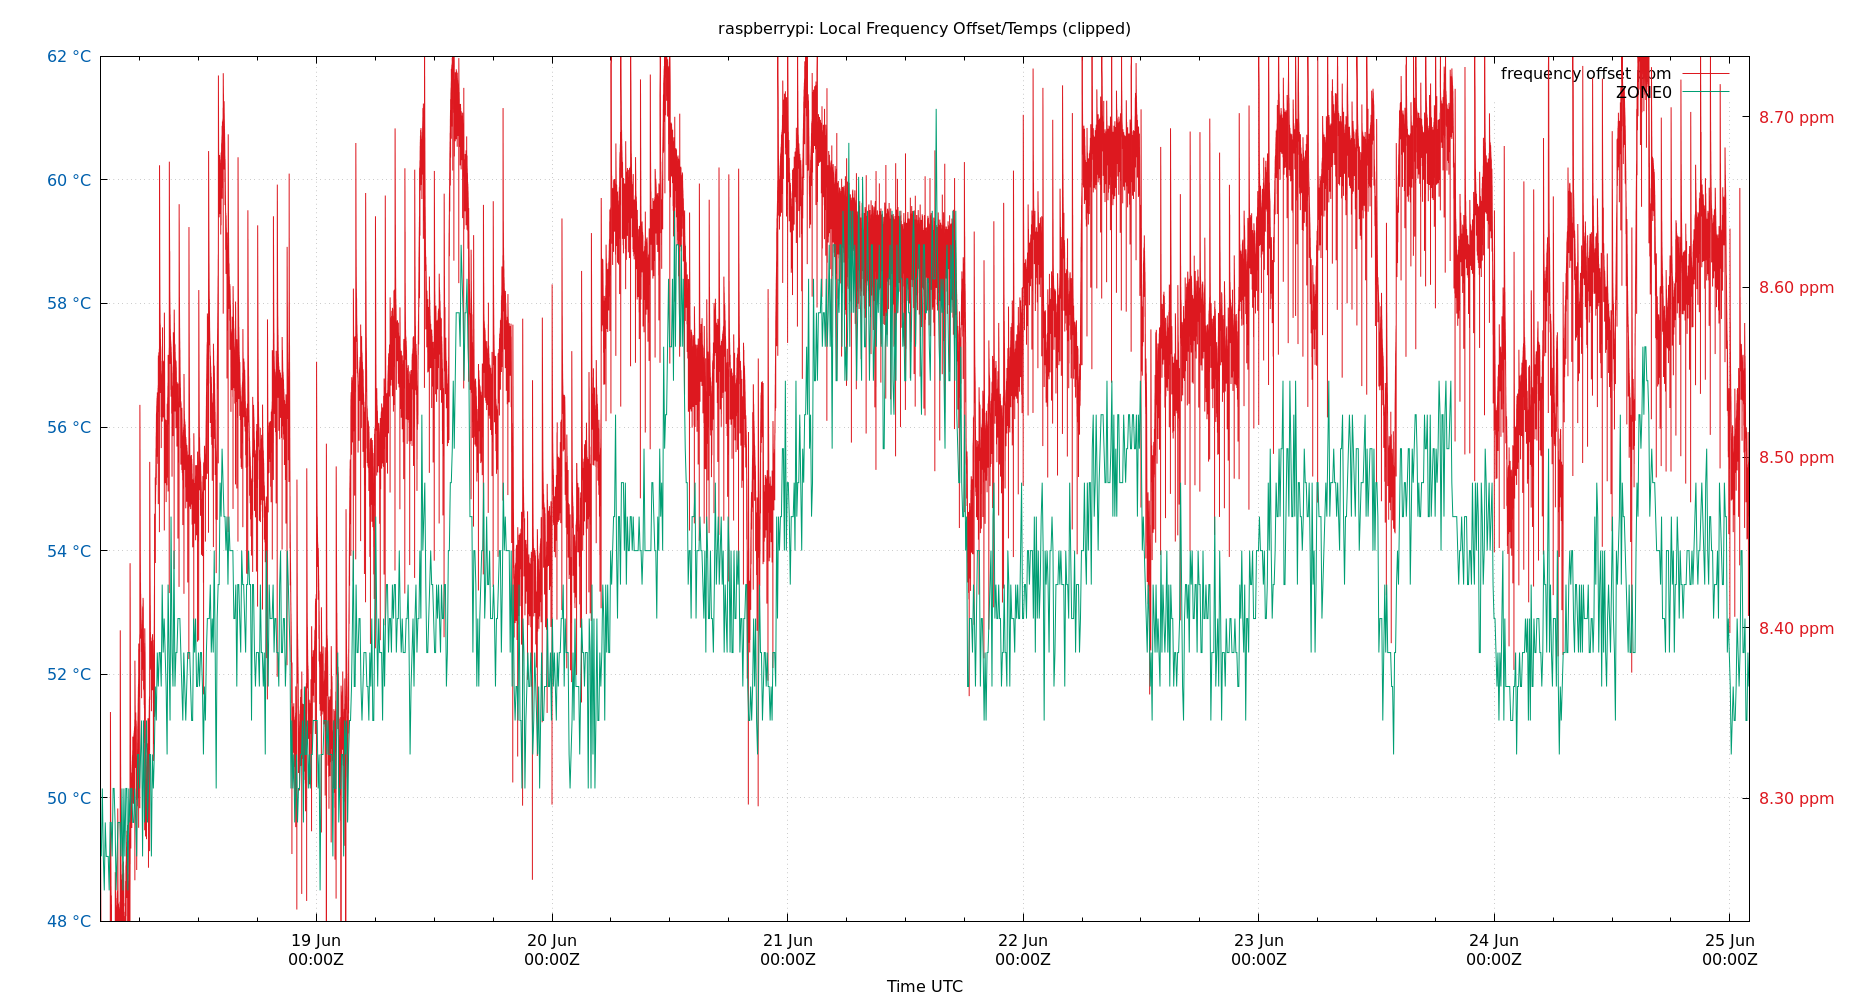 raspberrypi: Local Frequency Offset/Temps (clipped)
62 °C
60 °C
58 °C
56 °C
54 °C
52 °C
50 °C
48 °C
frequency offset ppm
ZONE0
8.70 ppm
8.60 ppm
8.50 ppm
8.40 ppm
8.30 ppm
19 Jun
00:00Z
20 Jun
00:00Z
21 Jun
00:00Z
22 Jun
00:00Z
23 Jun
00:00Z
24 Jun
00:00Z
25 Jun
00:00Z
Time UTC